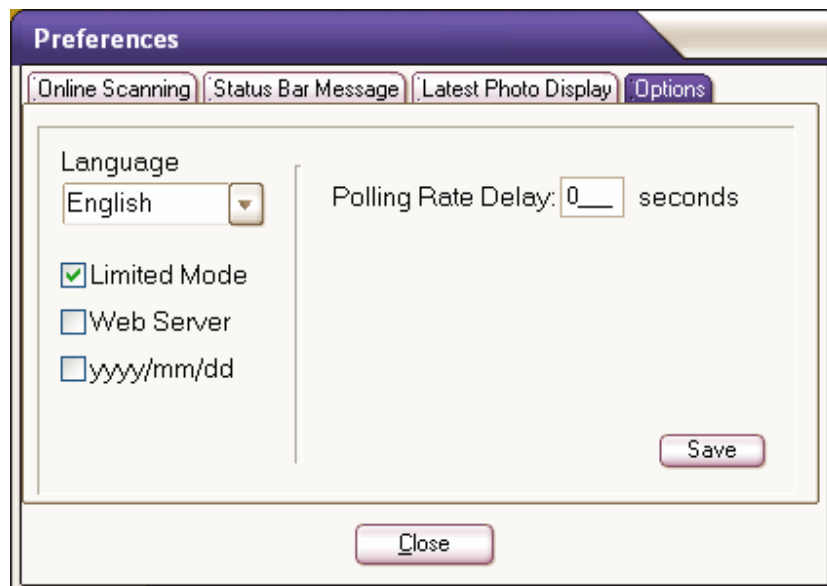 Preferences
Online Scanning Status Bar Message Latest Photo Display Options
Language
English
Limited Mode
Web Server
yyyy/mm/dd
Polling Rate Delay: 0___ seconds
Save
Close